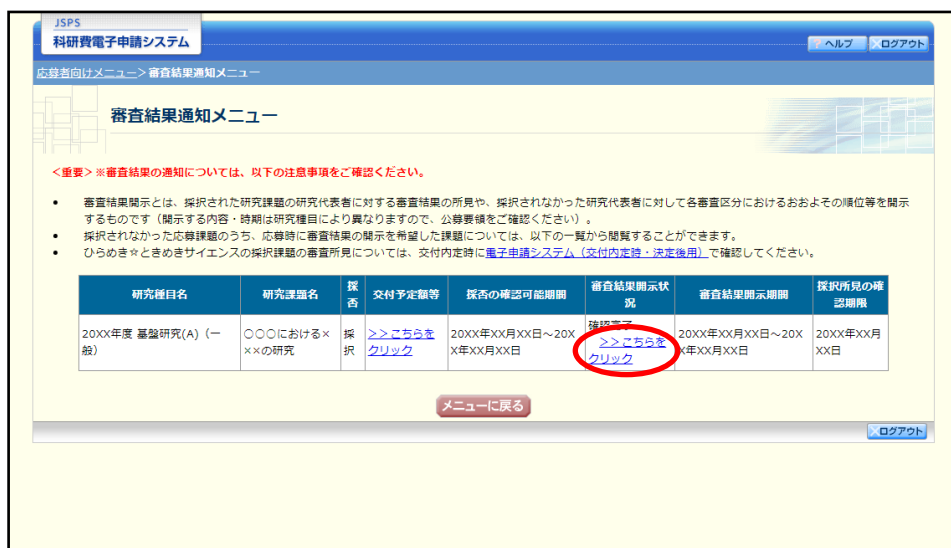 JSPS
科研費電子申請システム
ヘルプ
ログアウト
応募者向けメニュー>審査結果通知メニュー
審査結果通知メニュー
<重要>※審査結果の通知については、以下の注意事項をご確認ください。
• 審査結果開示とは、採択された研究課題の研究代表者に対する審査結果の所見や、採択されなかった研究代表者に対して各審査区分におけるおおよその順位等を開示
するものです（開示する内容・時期は研究種目により異なりますので、公募要領をご確認ください）。
• 採択されなかった応募課題のうち、応募時に審査結果の開示を希望した課題については、以下の一覧から閲覧することができます。
• ひらめき☆ときめきサイエンスの採択課題の審査所見については、交付内定時に電子申請システム（交付内定時・決定後用）で確認してください。
研究種目名
研究課題名
採
否
交付予定額等
採否の確認可能期間
審査結果開示状
況
審査結果開示期間
採択所見の確
認期限
20XX年度 基盤研究(A)（一
般）
〇〇〇における×
××の研究
採
択
>>こちらを
クリック
20XX年XX月XX日～20X
X年XX月XX日
確認完了
>>こちらを
クリック
20XX年XX月XX日～20X
X年XX月XX日
20XX年XX月
XX日
メニューに戻る
ログアウト